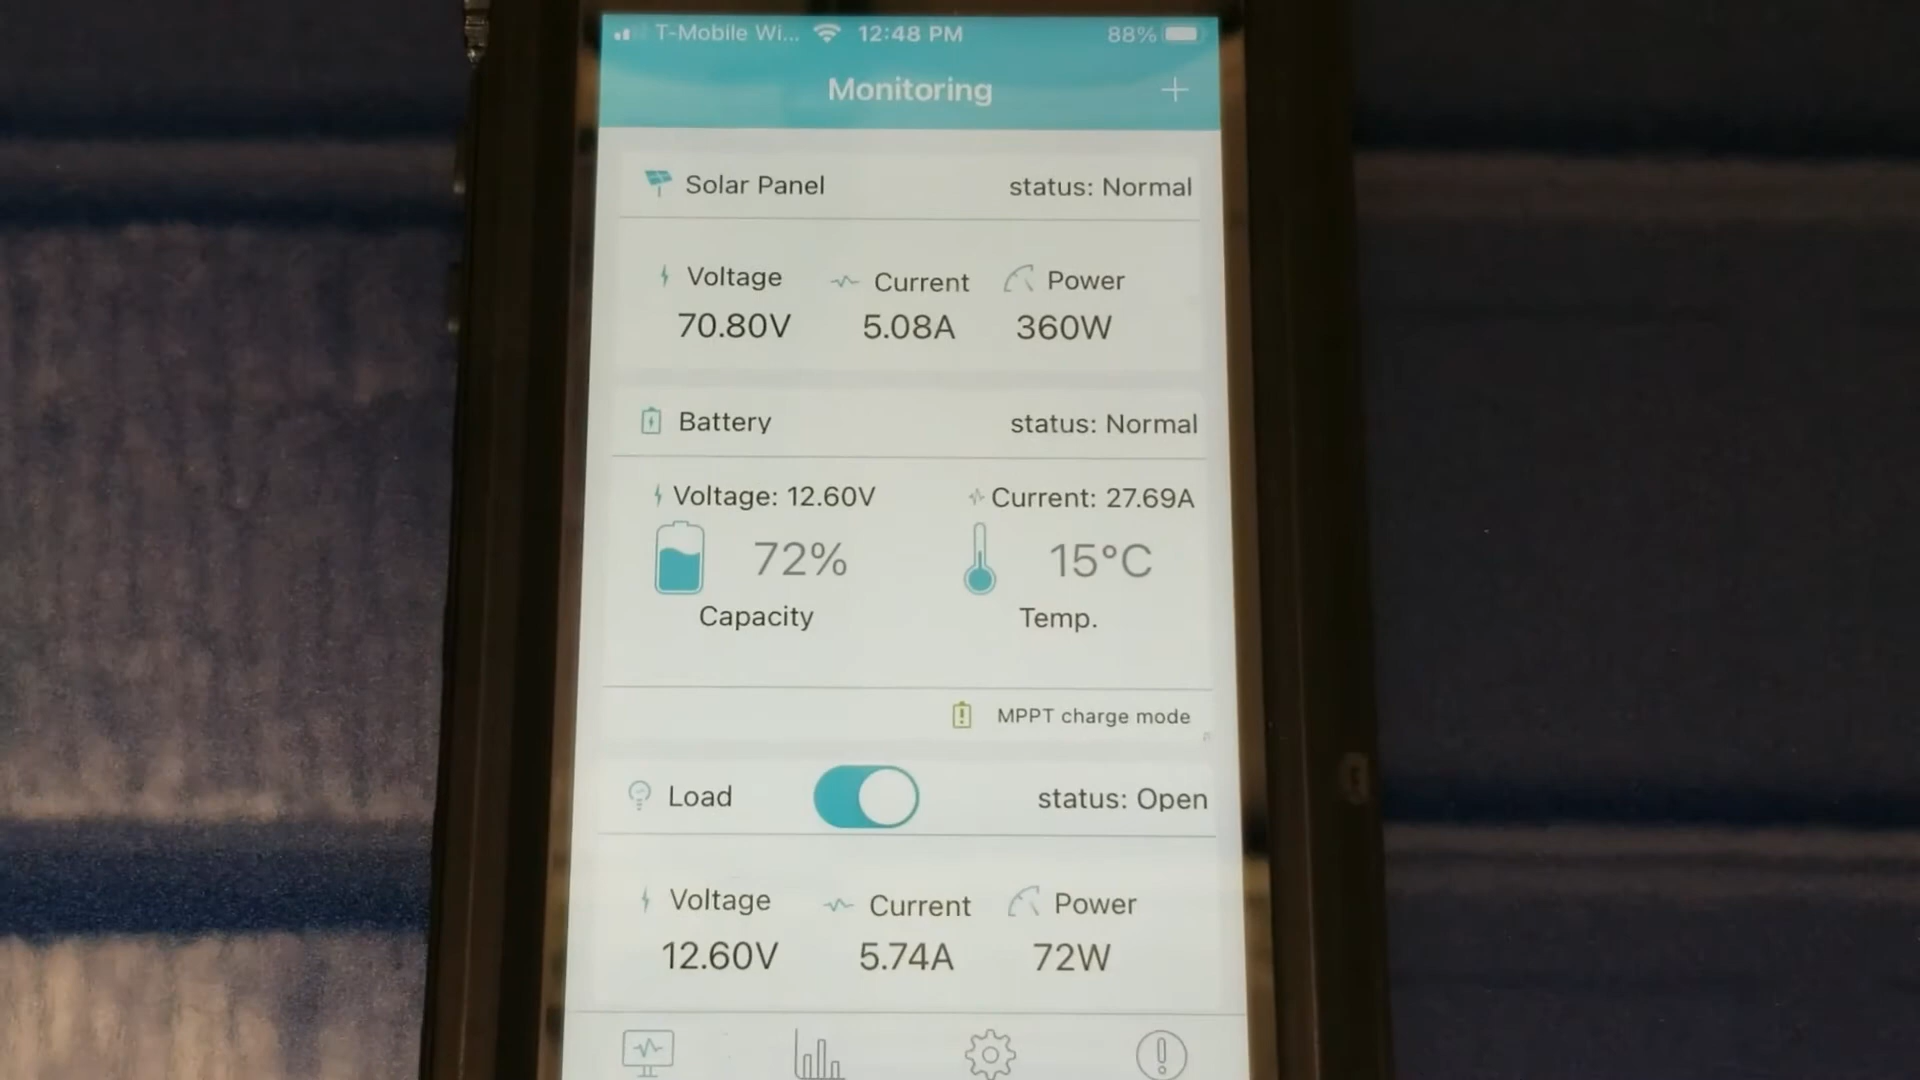 T-Mobile Wi... 12:48 PM 88%
Monitoring +
Solar Panel status: Normal
Voltage Current Power
70.80V 5.08A 360W
Battery status: Normal
Voltage: 12.60V Current: 27.69A
72% 15°C
Capacity Temp.
MPPT charge mode
Load status: Open
Voltage Current Power
12.60V 5.74A 72W